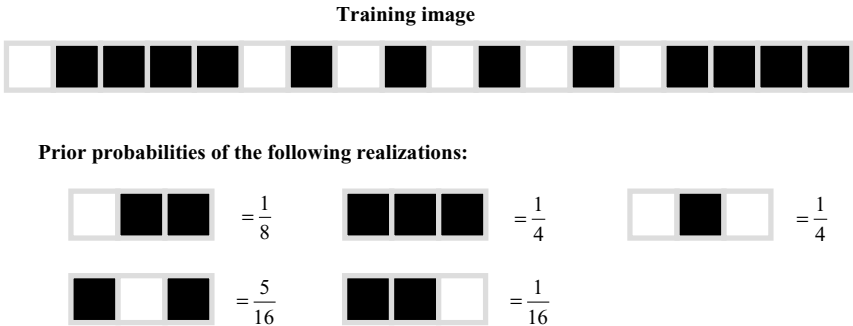 Training image
Prior probabilities of the following realizations:
= 1/8 = 1/4 = 1/4
= 5/16 = 1/16